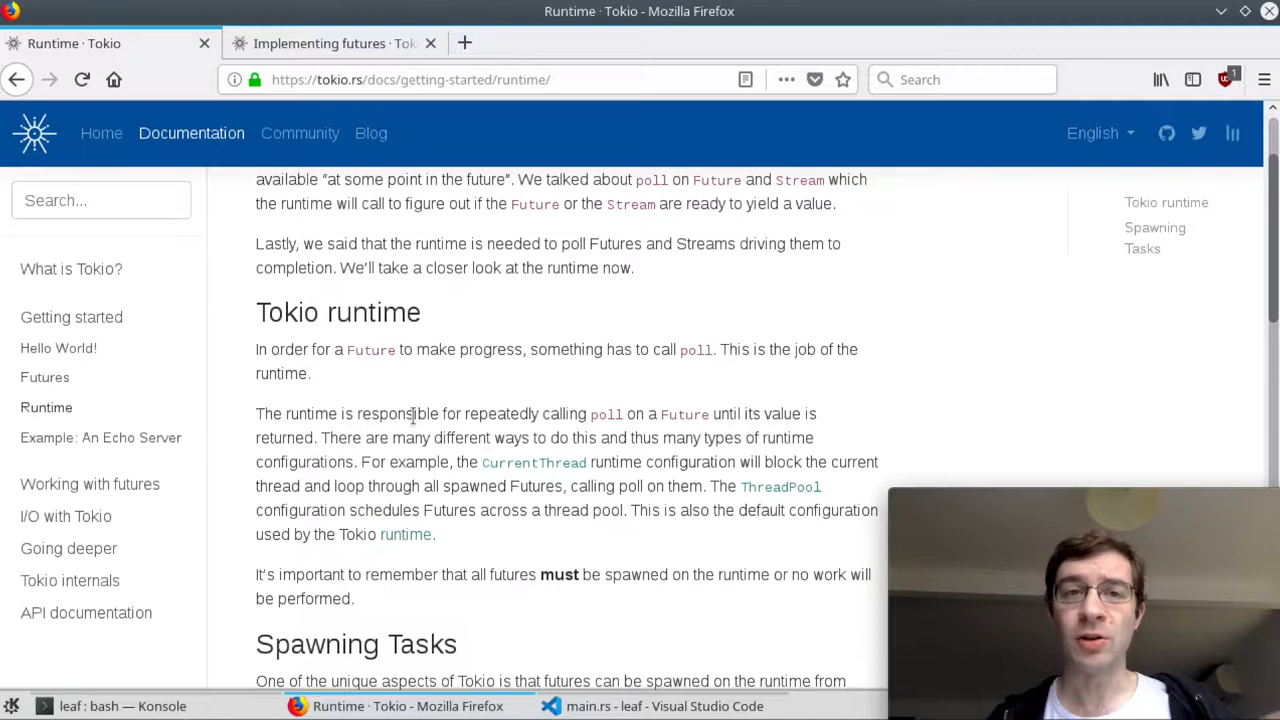 Runtime · Tokio - Mozilla Firefox
Runtime · Tokio
Implementing futures · Tok
https://tokio.rs/docs/getting-started/runtime/
Search
1
Home
Documentation
Community
Blog
English
Search...
What is Tokio?
Getting started
Hello World!
Futures
Runtime
Example: An Echo Server
Working with futures
I/O with Tokio
Going deeper
Tokio internals
API documentation
available "at some point in the future". We talked about poll on Future and Stream which
the runtime will call to figure out if the Future or the Stream are ready to yield a value.
Lastly, we said that the runtime is needed to poll Futures and Streams driving them to
completion. We'll take a closer look at the runtime now.
Tokio runtime
In order for a Future to make progress, something has to call poll. This is the job of the
runtime.
The runtime is responsible for repeatedly calling poll on a Future until its value is
returned. There are many different ways to do this and thus many types of runtime
configurations. For example, the CurrentThread runtime configuration will block the current
thread and loop through all spawned Futures, calling poll on them. The ThreadPool
configuration schedules Futures across a thread pool. This is also the default configuration
used by the Tokio runtime.
It's important to remember that all futures must be spawned on the runtime or no work will
be performed.
Spawning Tasks
One of the unique aspects of Tokio is that futures can be spawned on the runtime from
Tokio runtime
Spawning
Tasks
leaf : bash — Konsole
Runtime · Tokio - Mozilla Firefox
main.rs - leaf - Visual Studio Code